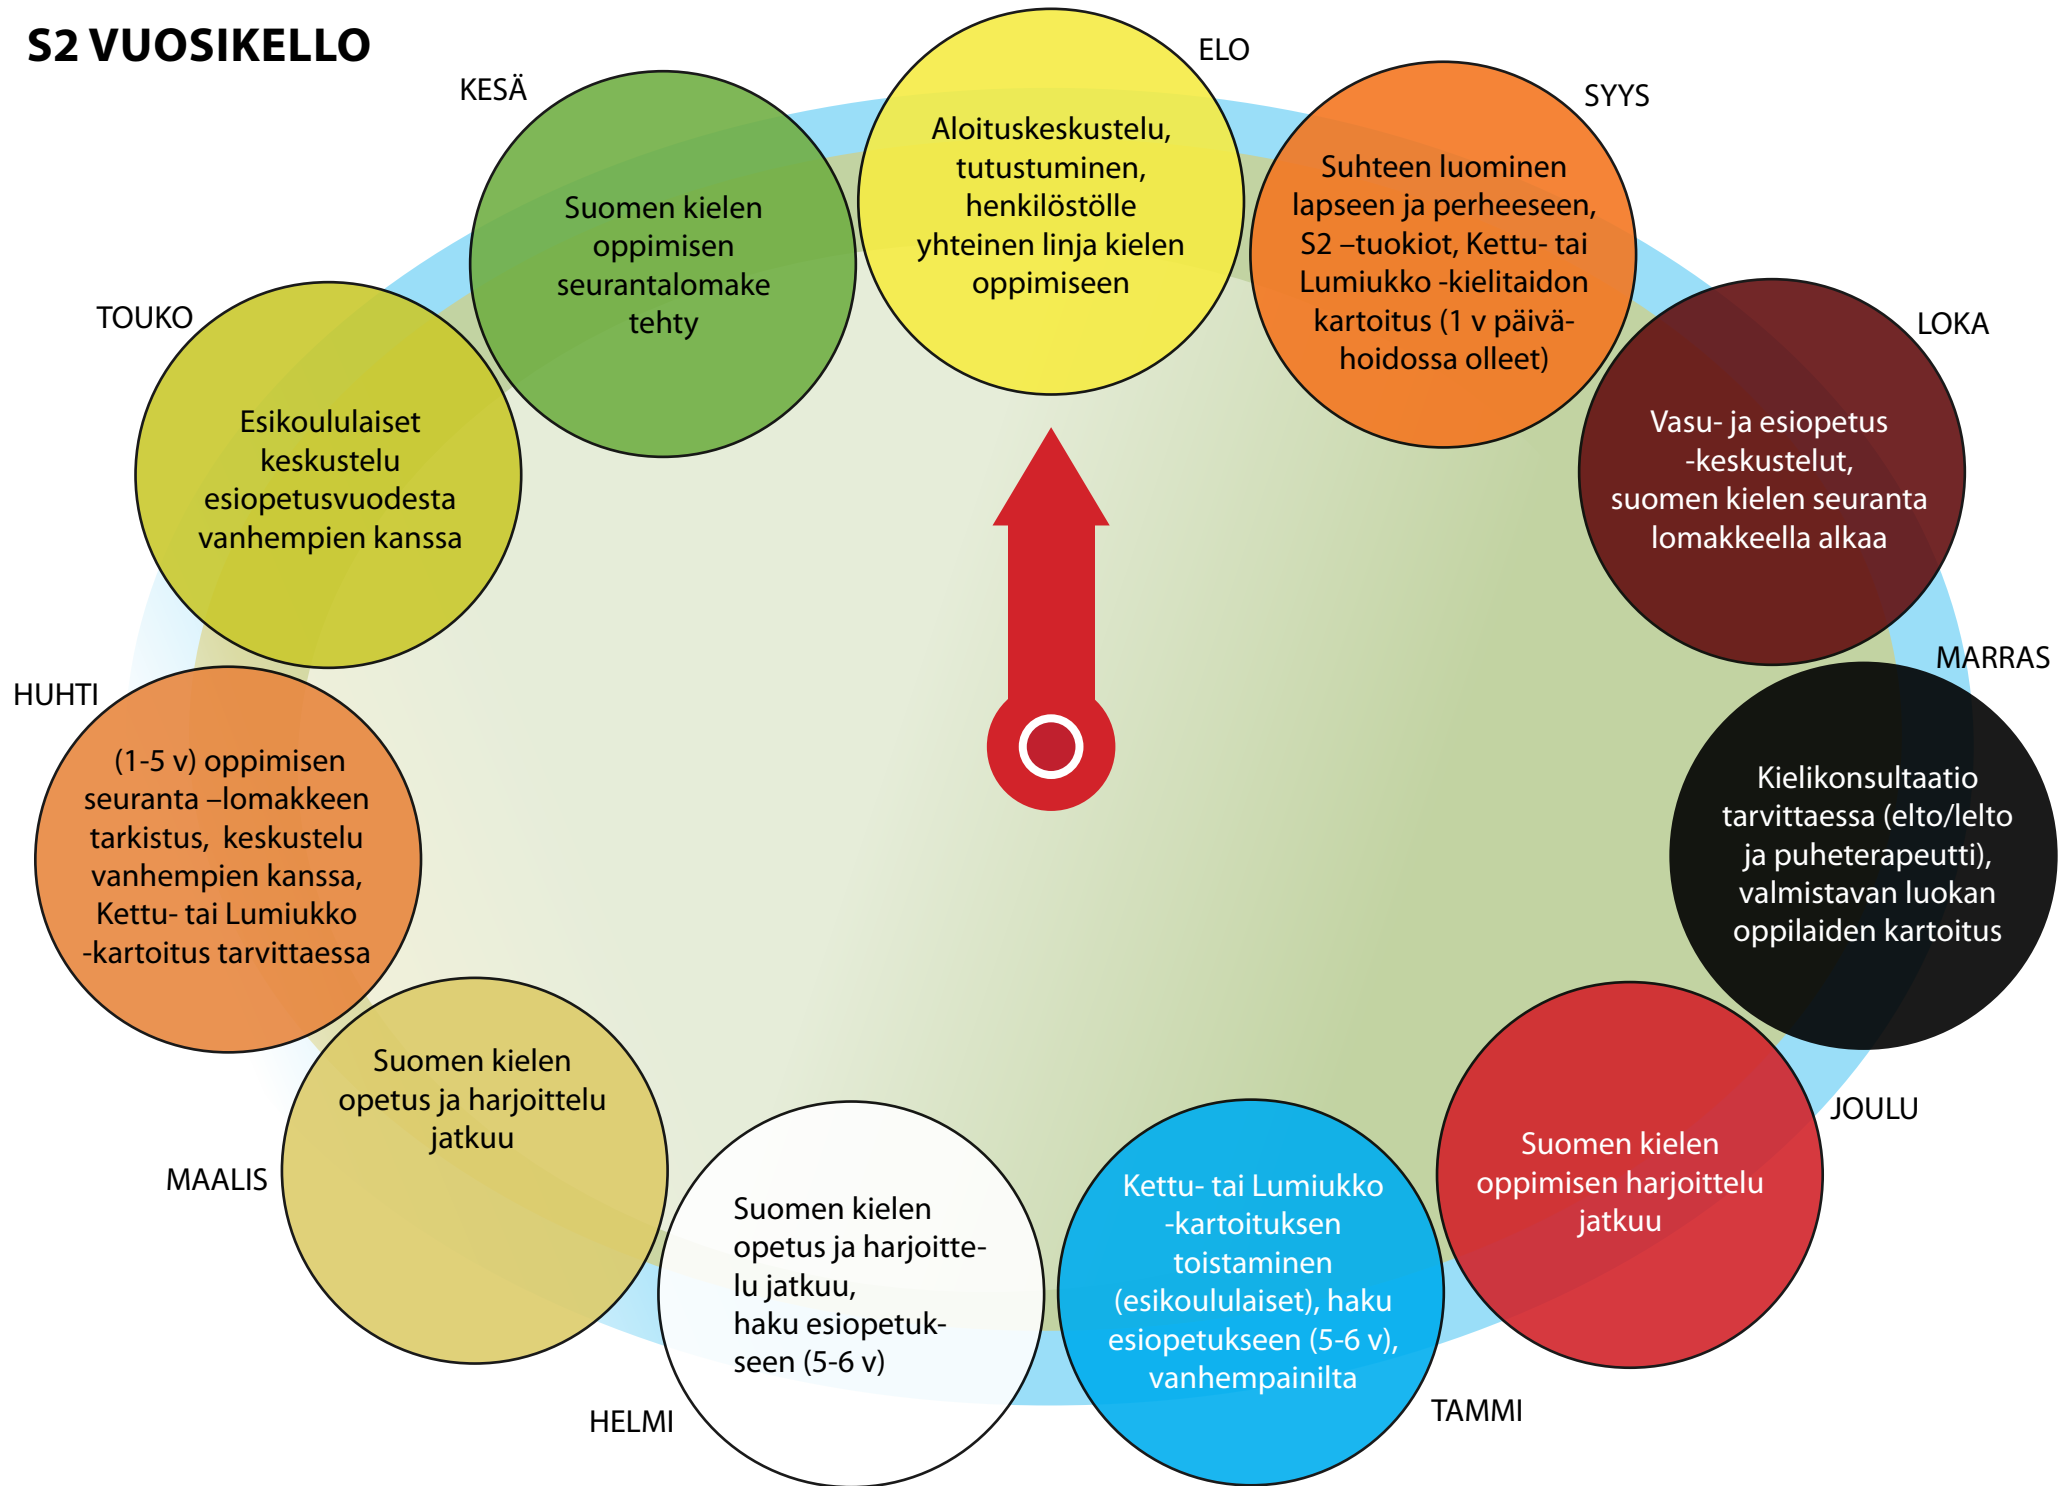 S2 VUOSIKELLO
ELO
Aloituskeskustelu,
tutustuminen,
henkilöstölle
yhteinen linja kielen
oppimiseen
SYYS
Suhteen luominen
lapseen ja perheeseen,
S2 –tuokiot, Kettu- tai
Lumiukko -kielitaidon
kartoitus (1 v päivä-
hoidossa olleet)
LOKA
Vasu- ja esiopetus
-keskustelut,
suomen kielen seuranta
lomakkeella alkaa
MARRAS
Kielikonsultaatio
tarvittaessa (elto/lelto
ja puheterapeutti),
valmistavan luokan
oppilaiden kartoitus
JOULU
Suomen kielen
oppimisen harjoittelu
jatkuu
TAMMI
Kettu- tai Lumiukko
-kartoituksen
toistaminen
(esikoululaiset), haku
esiopetukseen (5-6 v),
vanhempainilta
HELMI
Suomen kielen
opetus ja harjoitte-
lu jatkuu,
haku esiopetuk-
seen (5-6 v)
MAALIS
Suomen kielen
opetus ja harjoittelu
jatkuu
HUHTI
(1-5 v) oppimisen
seuranta –lomakkeen
tarkistus, keskustelu
vanhempien kanssa,
Kettu- tai Lumiukko
-kartoitus tarvittaessa
TOUKO
Esikoululaiset
keskustelu
esiopetusvuodesta
vanhempien kanssa
KESÄ
Suomen kielen
oppimisen
seurantalomake
tehty